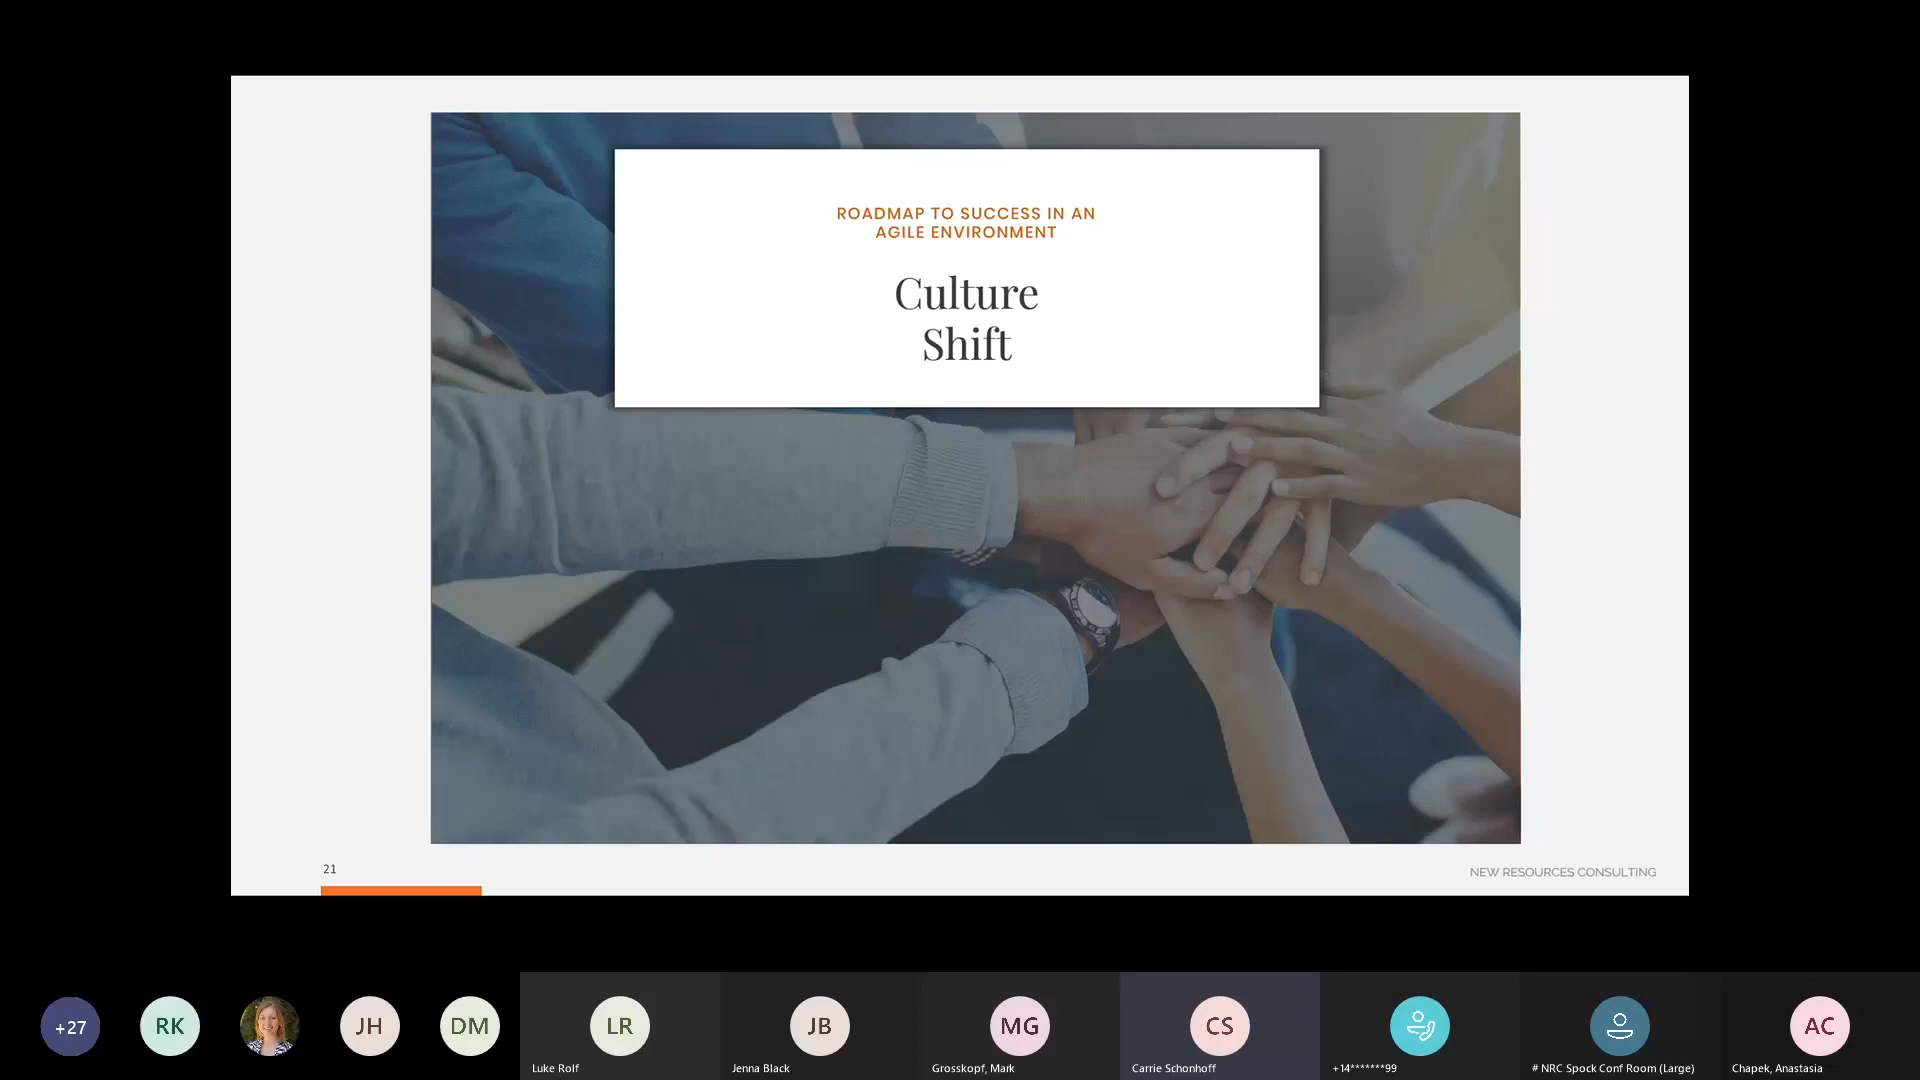 ROADMAP TO SUCCESS IN AN
AGILE ENVIRONMENT
Culture
Shift
21
NEW RESOURCES CONSULTING
+27
RK
JH
DM
LR
JB
MG
CS
AC
Luke Rolf
Jenna Black
Grosskopf, Mark
Carrie Schonhoff
+14*******99
# NRC Spock Conf Room (Large)
Chapek, Anastasia